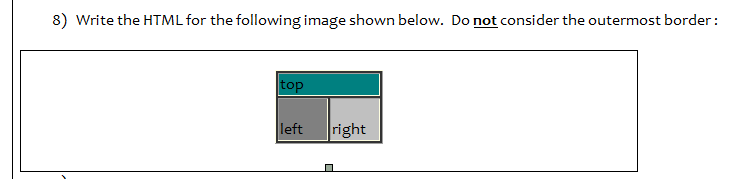 8) Write the HTML for the following image shown below. Do not consider the outermost border :
top
left right